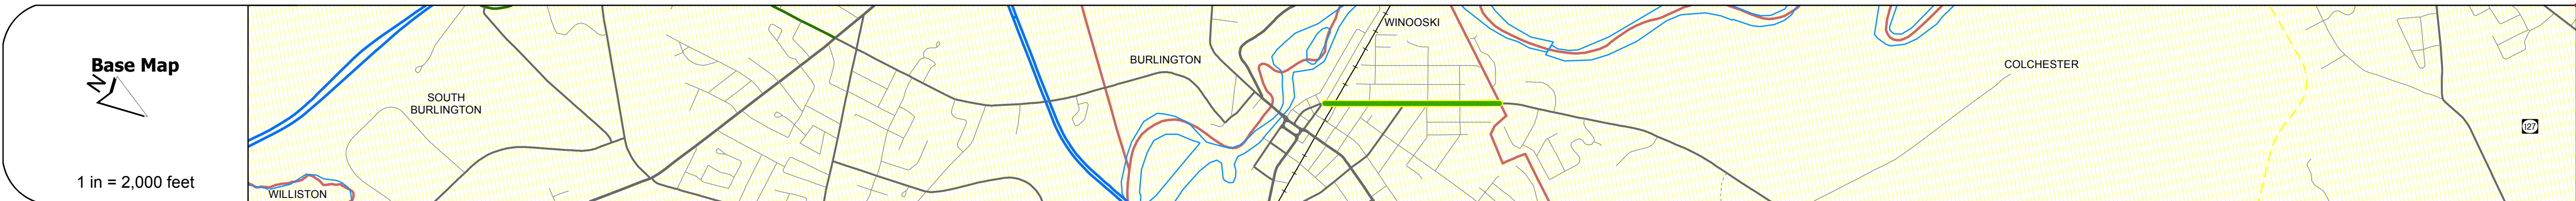 Base Map
N
1 in = 2,000 feet
SOUTH
BURLINGTON
WILLISTON
BURLINGTON
WINOOSKI
COLCHESTER
127